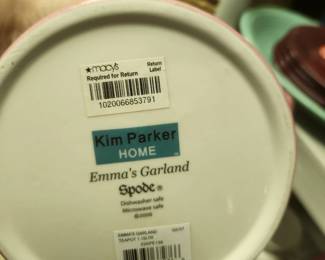 ★macy's
Return
Required for Return Label
1020066853791
Kim Parker
HOME
Emma's Garland
Spode®
Dishwasher safe
Microwave safe
EMMA'S GARLAND